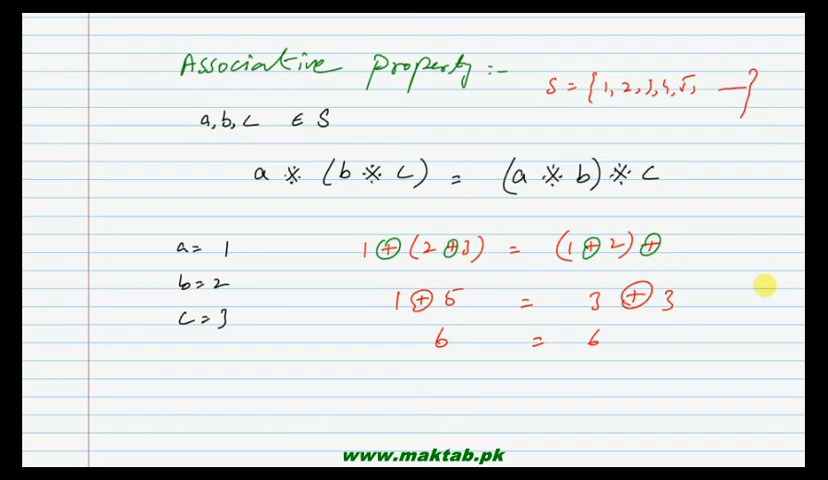 Associative property :-
S = {1, 2, 3, 4, 5, —}
a, b, c ∈ S
a ※ (b ※ c) = (a ※ b) ※ c
a = 1
1 ⊕ (2 ⊕ 3) = (1 ⊕ 2) ⊕
b = 2
1 ⊕ 5 = 3 ⊕ 3
c = 3
6 = 6
www.maktab.pk